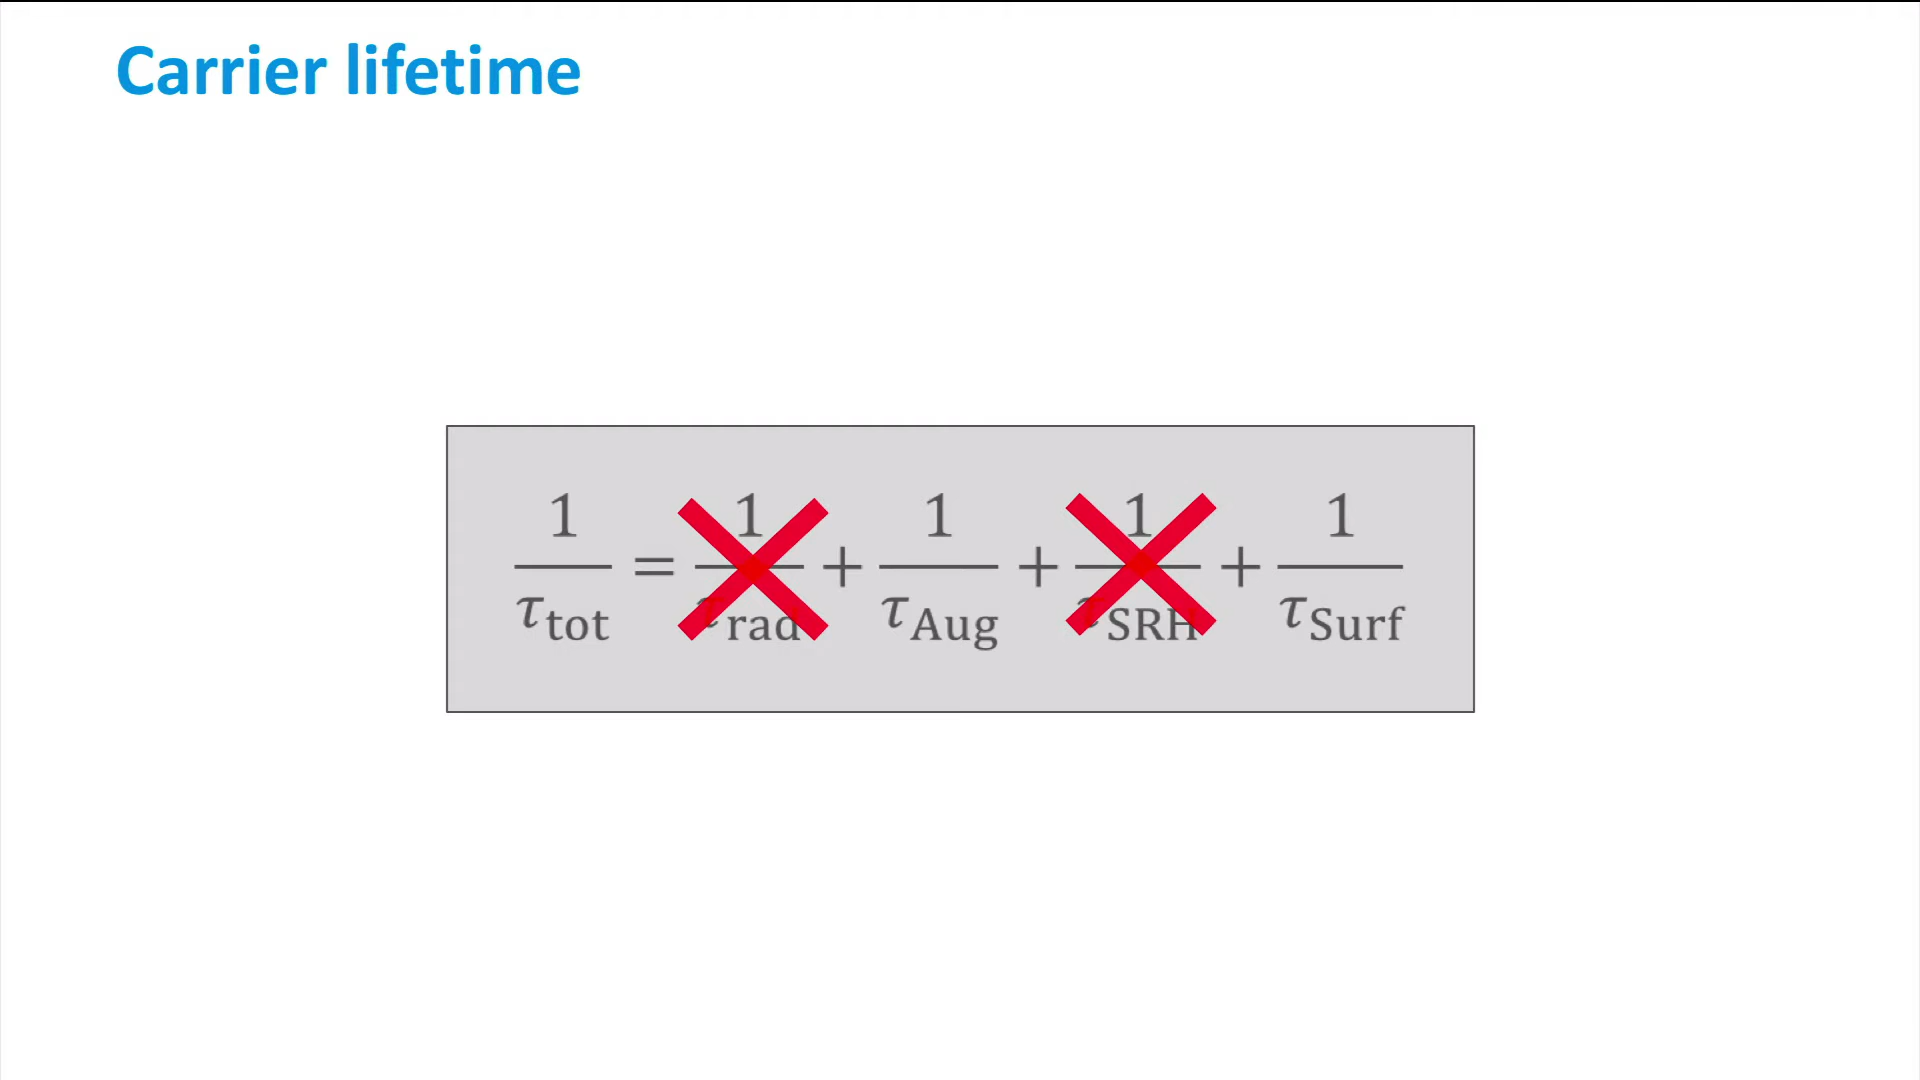 Carrier lifetime
1/τ_tot = 1/τ_rad + 1/τ_Aug + 1/τ_SRH + 1/τ_Surf